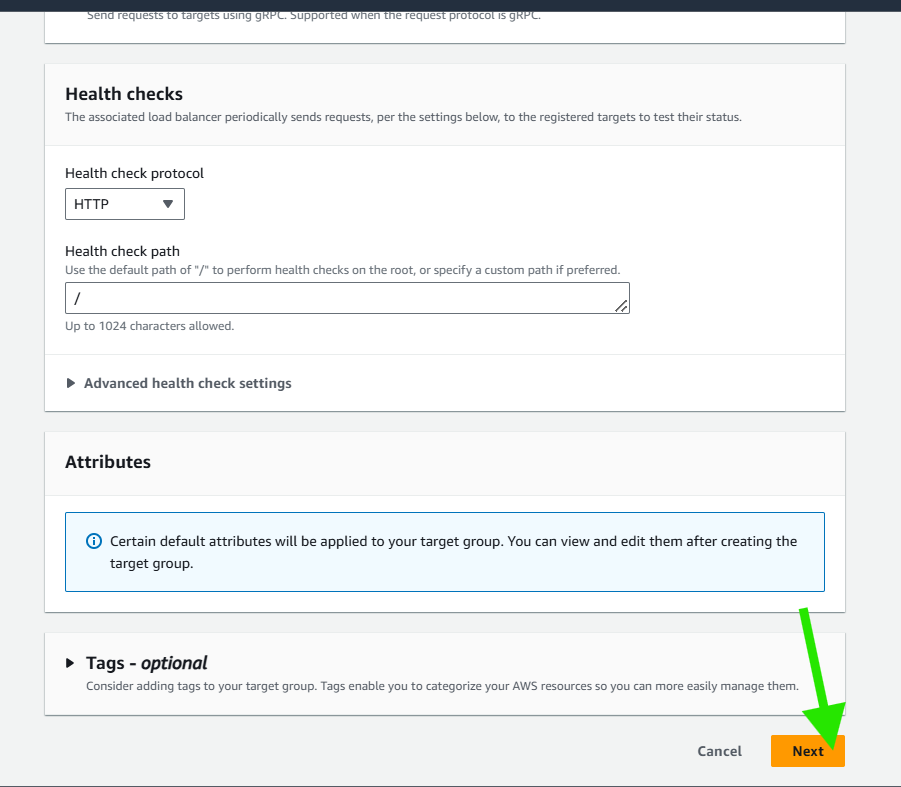 Send requests to targets using gRPC. Supported when the request protocol is gRPC.
Health checks
The associated load balancer periodically sends requests, per the settings below, to the registered targets to test their status.
Health check protocol
HTTP
Health check path
Use the default path of "/" to perform health checks on the root, or specify a custom path if preferred.
/
Up to 1024 characters allowed.
Advanced health check settings
Attributes
Certain default attributes will be applied to your target group. You can view and edit them after creating the
target group.
Tags - optional
Consider adding tags to your target group. Tags enable you to categorize your AWS resources so you can more easily manage them.
Cancel
Next